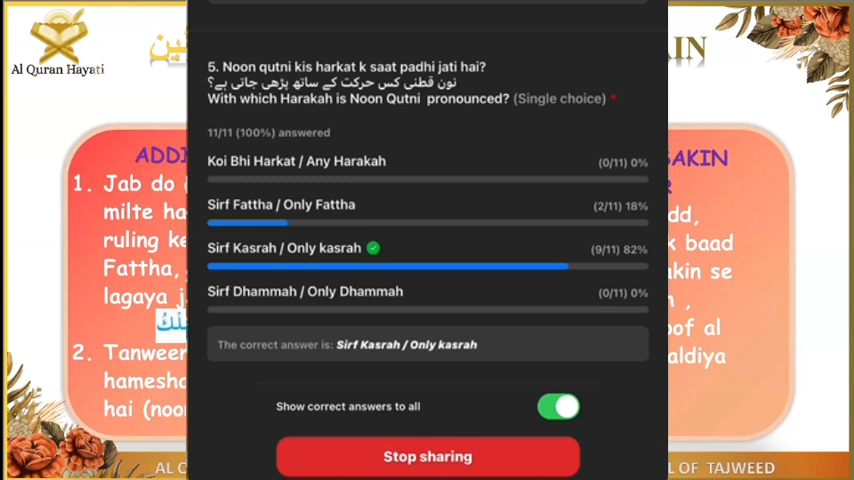 Al Quran Hayati
5. Noon qutni kis harkat k saat padhi jati hai?
نون قطنی کس حرکت کے ساتھ پڑھی جاتی ہے؟
With which Harakah is Noon Qutni pronounced? (Single choice) *
11/11 (100%) answered
Koi Bhi Harkat / Any Harakah (0/11) 0%
Sirf Fattha / Only Fattha (2/11) 18%
Sirf Kasrah / Only kasrah (9/11) 82%
Sirf Dhammah / Only Dhammah (0/11) 0%
The correct answer is: Sirf Kasrah / Only kasrah
Show correct answers to all
Stop sharing
1. Jab do
milte ha
ruling ke
Fattha,
lagaya j
2. Tanween
hamesha
hai (noo
SAKIN
dd,
k baad
kin se
oof al
aldiya
AL OF TAJWEED